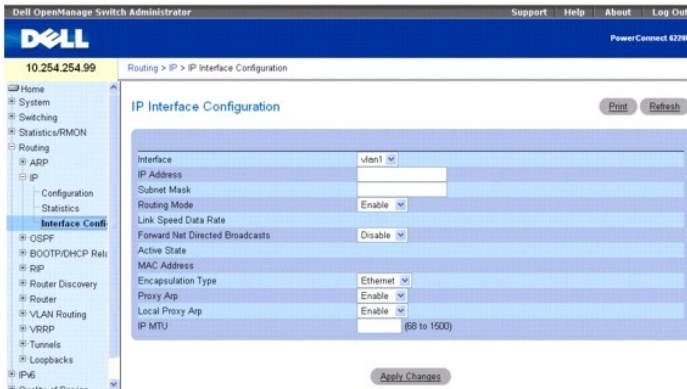 Dell OpenManage Switch Administrator
Support Help About Log Out
DELL
PowerConnect
10.254.254.99
Routing > IP > IP Interface Configuration
Home
System
Switching
Statistics/RMON
Routing
ARP
IP
Configuration
Statistics
Interface Confi
OSPF
BOOTP/DHCP Rela
RIP
Router Discovery
Router
VLAN Routing
VRRP
Tunnels
Loopbacks
IPv6
IP Interface Configuration
Print Refresh
Interface vlan1
IP Address
Subnet Mask
Routing Mode Enable
Link Speed Data Rate
Forward Net Directed Broadcasts Disable
Active State
MAC Address
Encapsulation Type Ethernet
Proxy Arp Enable
Local Proxy Arp Enable
IP MTU (68 to 1500)
Apply Changes